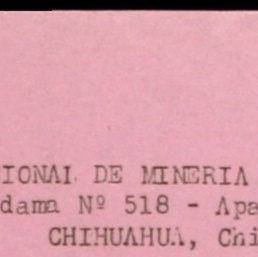 IONAL DE MINERIA
dama Nº 518 - Apa
CHIHUAHUA, Chi